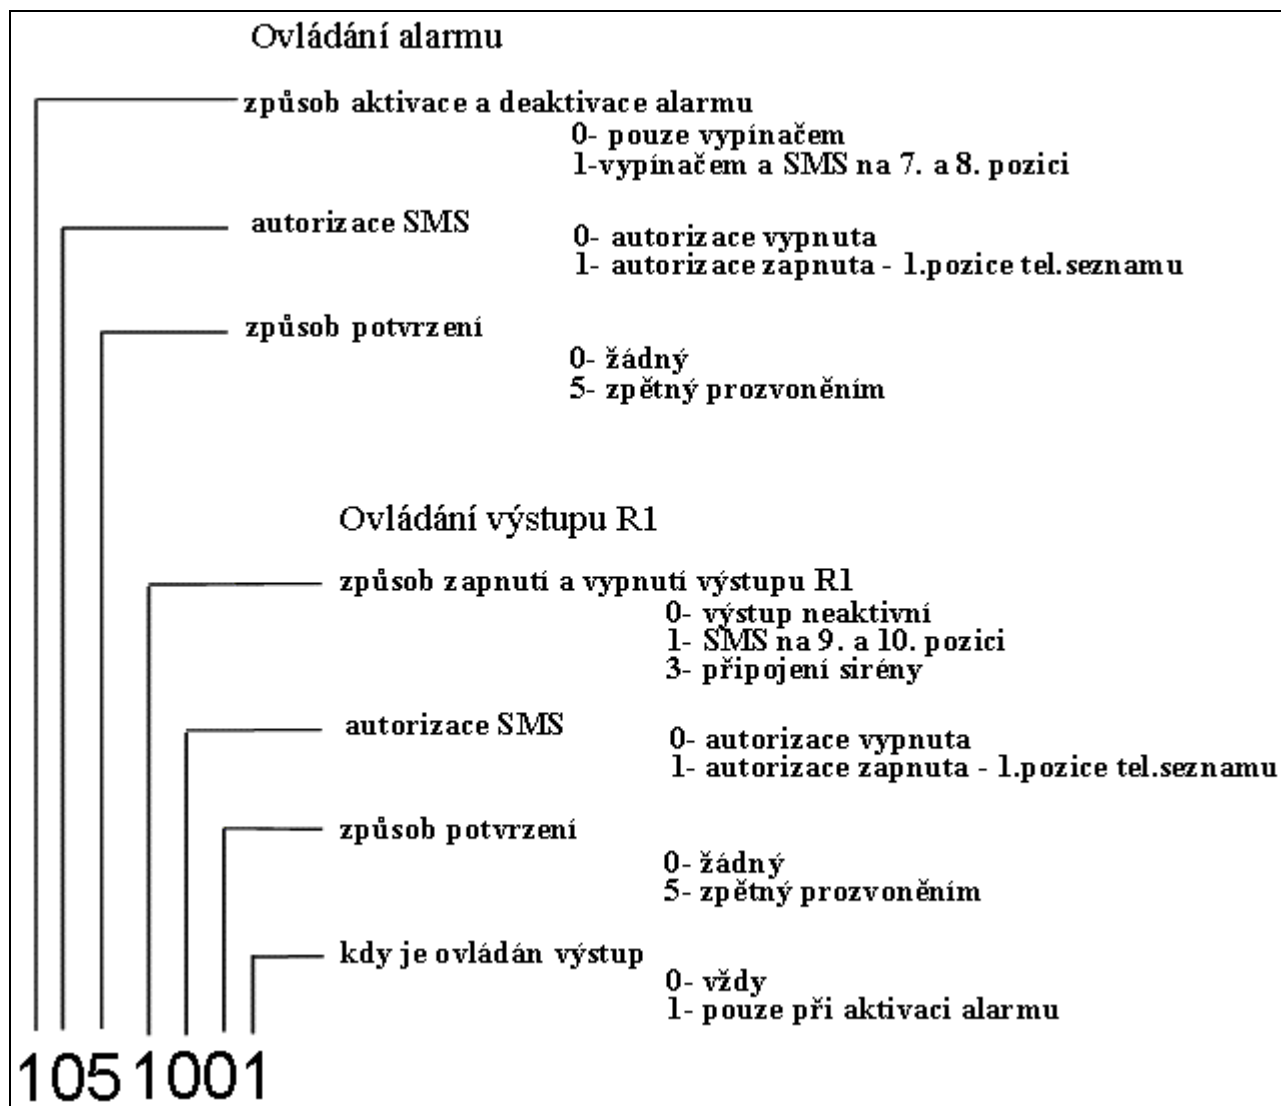 Ovládání alarmu
způsob aktivace a deaktivace alarmu
0- pouze vypínačem
1-vypínačem a SMS na 7. a 8. pozici
autorizace SMS
0- autorizace vypnuta
1- autorizace zapnuta - 1.pozice tel.seznamu
způsob potvrzení
0- žádný
5- zpětný prozvoněním
Ovládání výstupu R1
způsob zapnutí a vypnutí výstupu R1
0- výstup neaktivní
1- SMS na 9. a 10. pozici
3- připojení sirény
autorizace SMS
0- autorizace vypnuta
1- autorizace zapnuta - 1.pozice tel.seznamu
způsob potvrzení
0- žádný
5- zpětný prozvoněním
kdy je ovládán výstup
0- vždy
1- pouze při aktivaci alarmu
105 1001